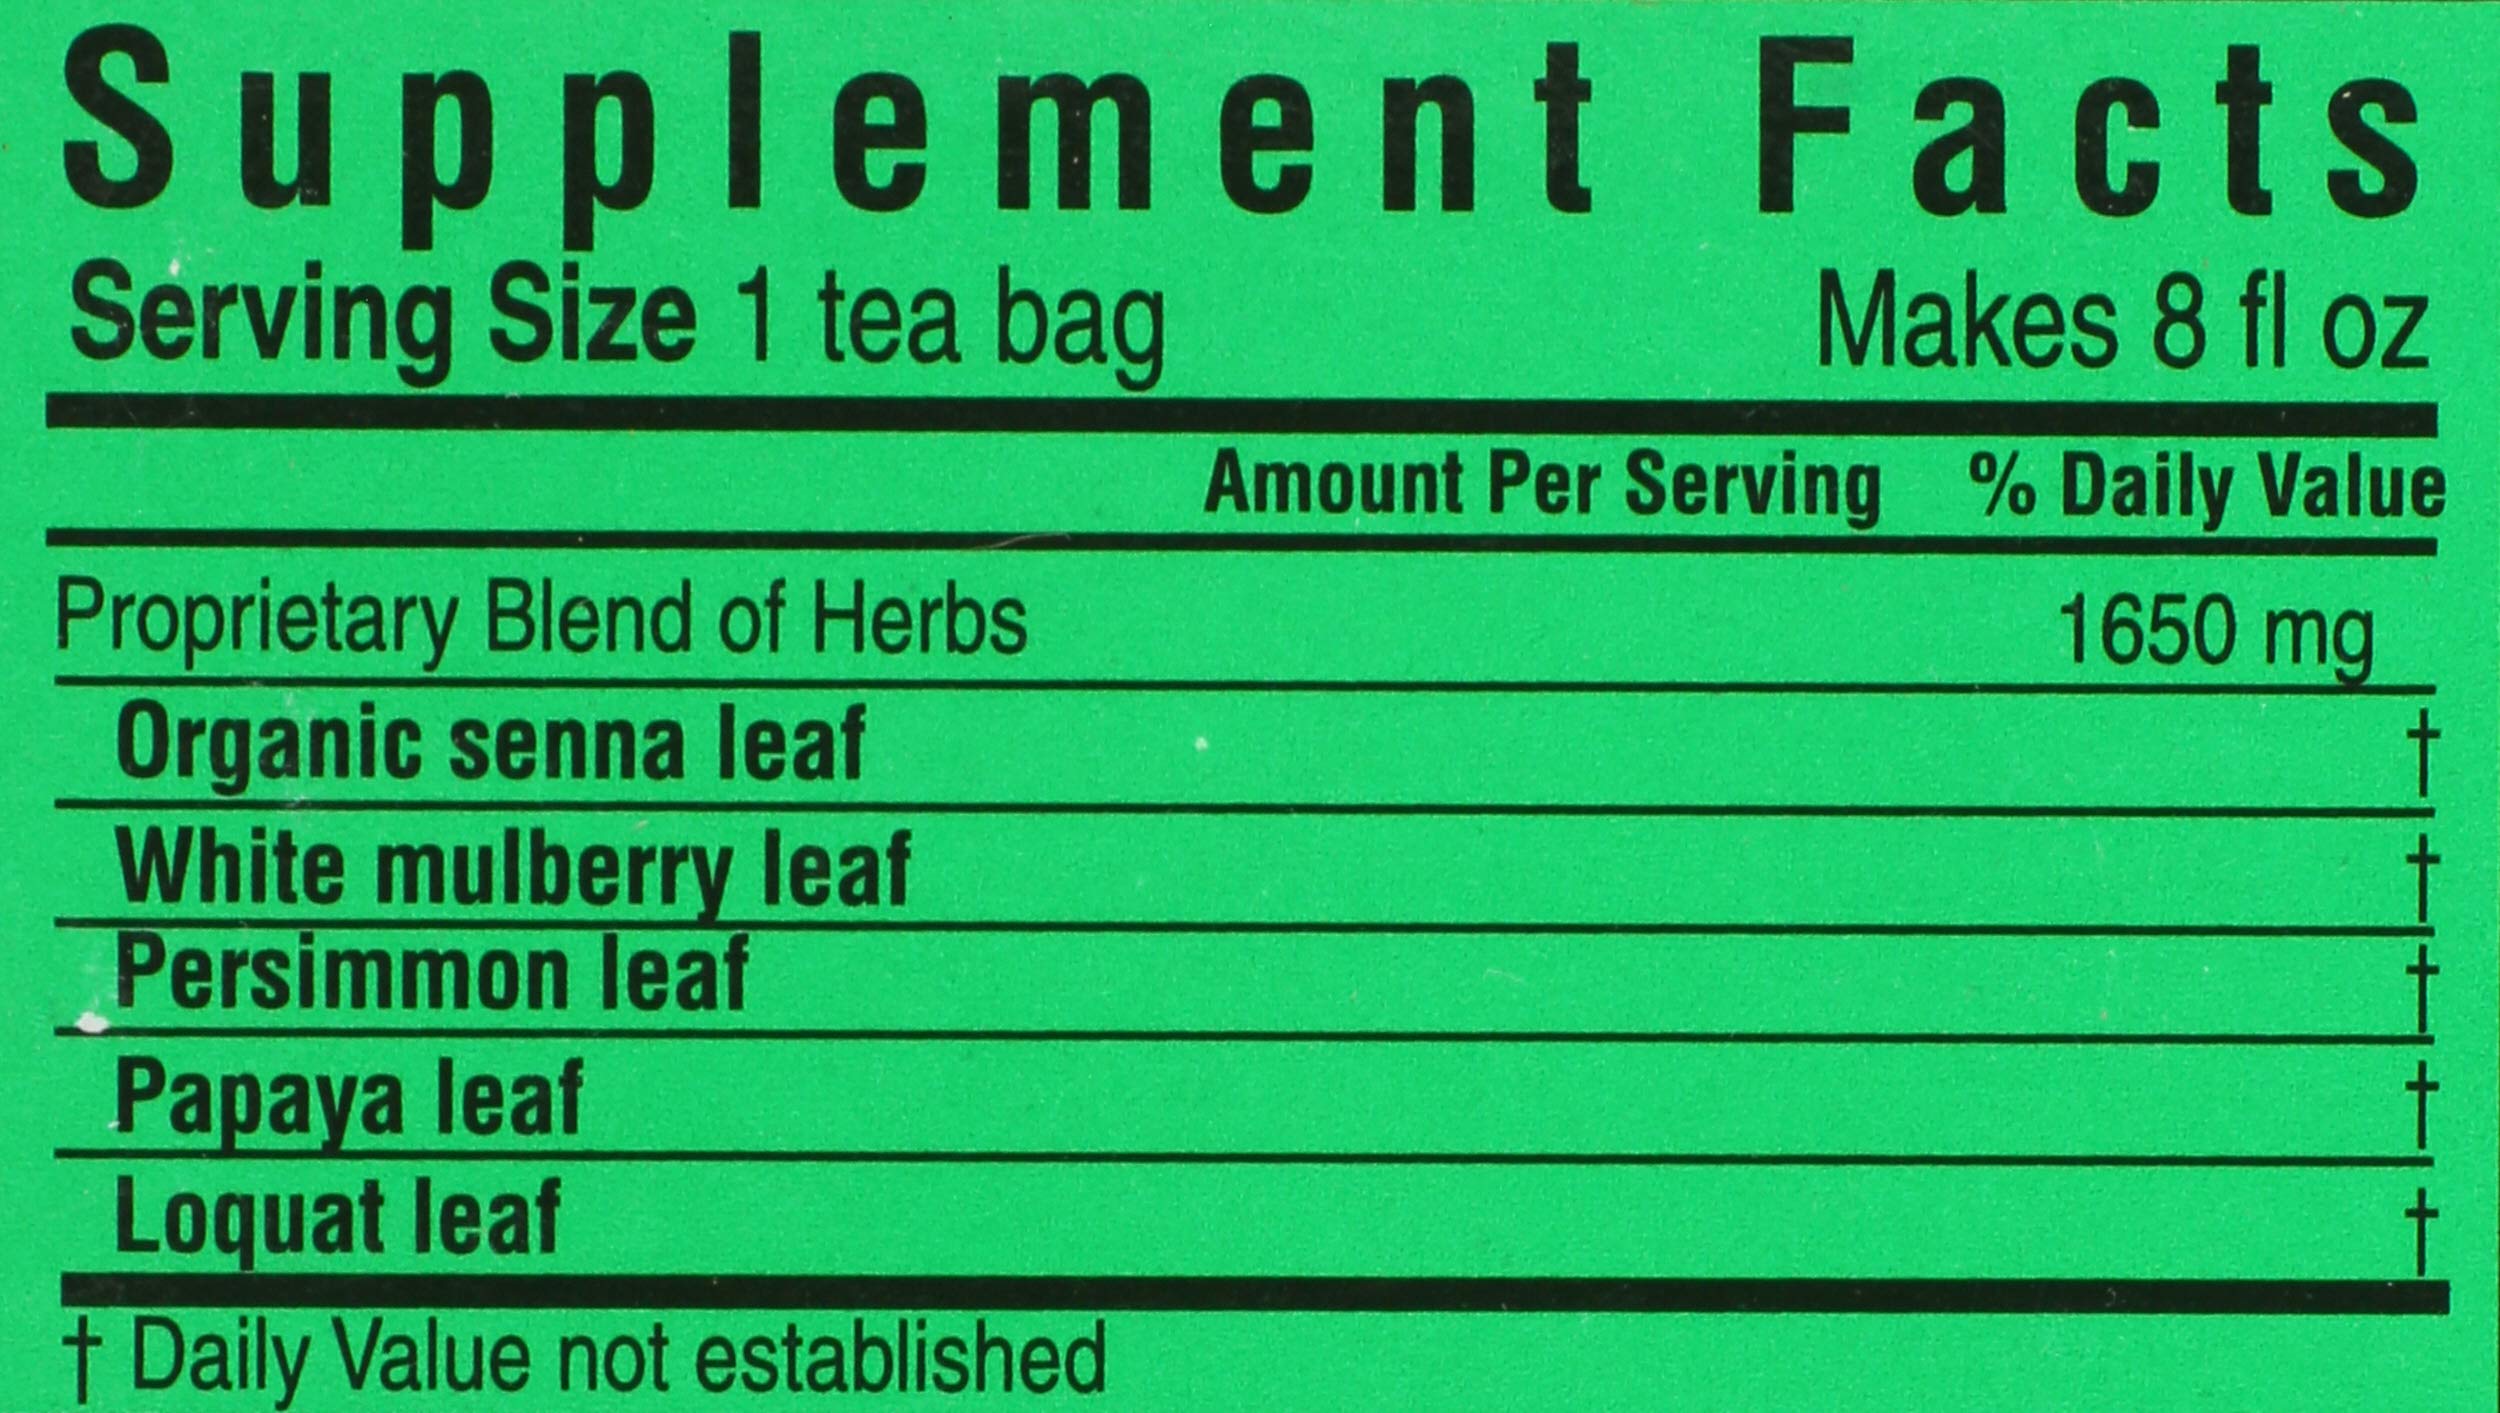 Supplement Facts
Serving Size 1 tea bag Makes 8 fl oz
Amount Per Serving % Daily Value
Proprietary Blend of Herbs 1650 mg
Organic senna leaf †
White mulberry leaf †
Persimmon leaf †
Papaya leaf †
Loquat leaf †
† Daily Value not established